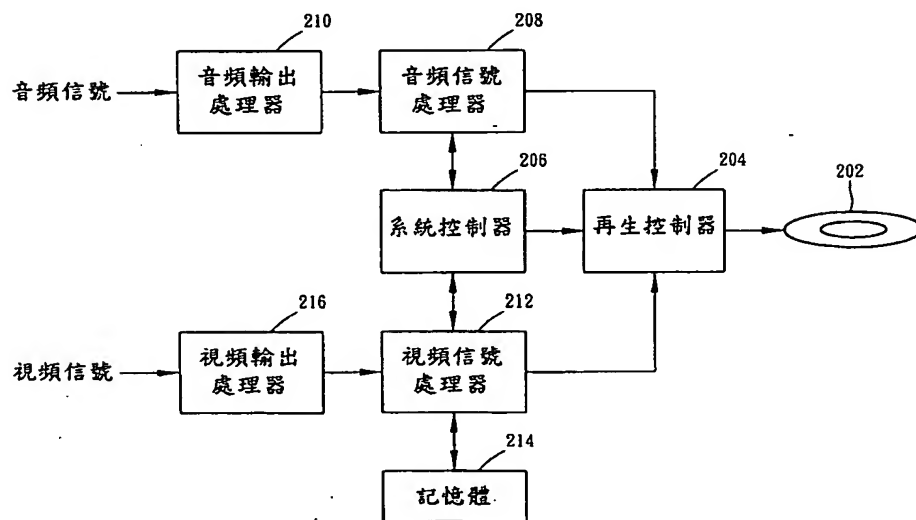 210
208
音頻信號
音頻輸出
處理器
音頻信號
處理器
206
204
202
系統控制器
再生控制器
216
212
視頻信號
視頻輸出
處理器
視頻信號
處理器
214
記憶體